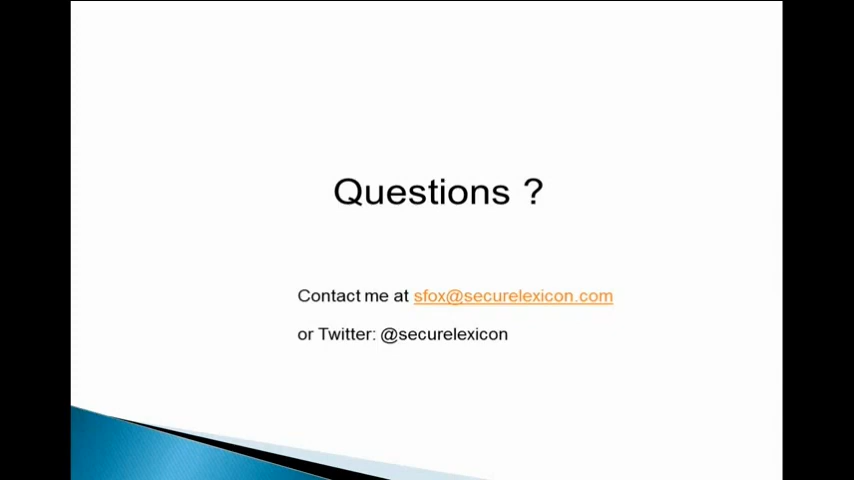 Questions ?
Contact me at sfox@securelexicon.com
or Twitter: @securelexicon